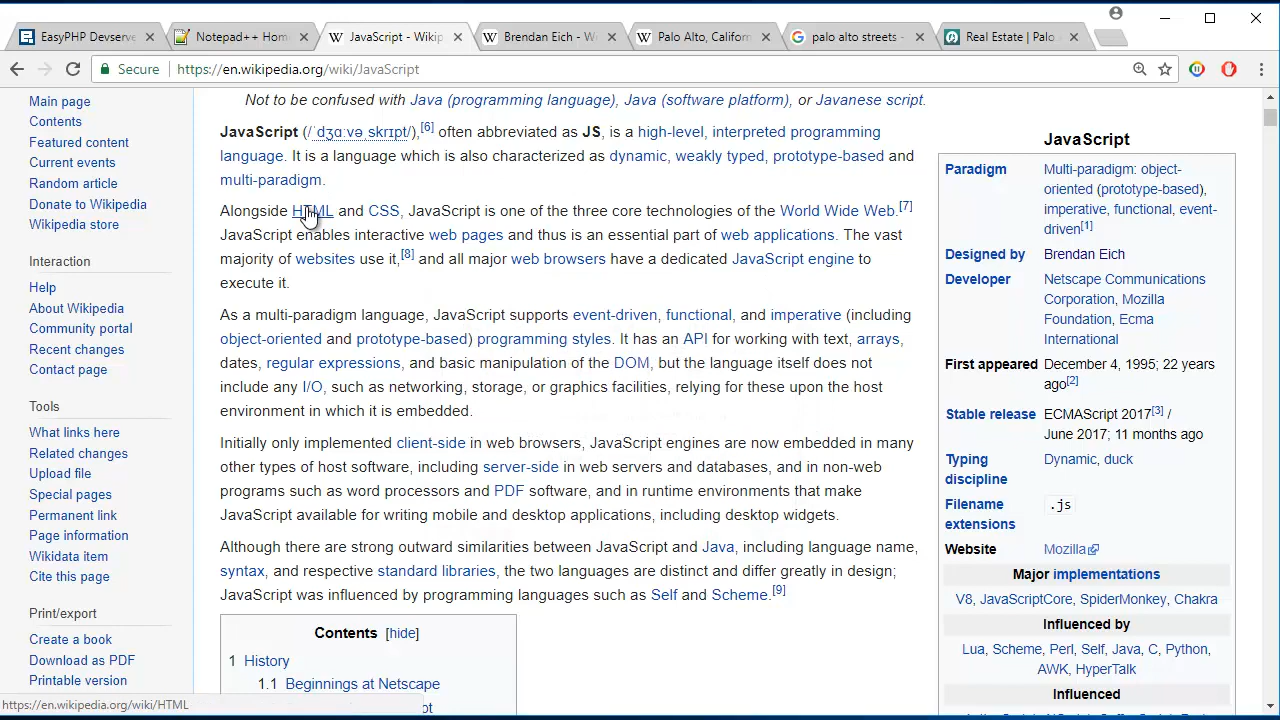 EasyPHP Devserve
Notepad++ Hom
JavaScript - Wikip
Brendan Eich - W
Palo Alto, Califor
palo alto streets -
Real Estate | Palo
Secure
https://en.wikipedia.org/wiki/JavaScript
Main page
Contents
Featured content
Current events
Random article
Donate to Wikipedia
Wikipedia store
Interaction
Help
About Wikipedia
Community portal
Recent changes
Contact page
Tools
What links here
Related changes
Upload file
Special pages
Permanent link
Page information
Wikidata item
Cite this page
Print/export
Create a book
Download as PDF
Printable version
https://en.wikipedia.org/wiki/HTML
Not to be confused with Java (programming language), Java (software platform), or Javanese script.
JavaScript (/ˈdʒɑːvəˌskrɪpt/),[6] often abbreviated as JS, is a high-level, interpreted programming
language. It is a language which is also characterized as dynamic, weakly typed, prototype-based and
multi-paradigm.
Alongside HTML and CSS, JavaScript is one of the three core technologies of the World Wide Web.[7]
JavaScript enables interactive web pages and thus is an essential part of web applications. The vast
majority of websites use it,[8] and all major web browsers have a dedicated JavaScript engine to
execute it.
As a multi-paradigm language, JavaScript supports event-driven, functional, and imperative (including
object-oriented and prototype-based) programming styles. It has an API for working with text, arrays,
dates, regular expressions, and basic manipulation of the DOM, but the language itself does not
include any I/O, such as networking, storage, or graphics facilities, relying for these upon the host
environment in which it is embedded.
Initially only implemented client-side in web browsers, JavaScript engines are now embedded in many
other types of host software, including server-side in web servers and databases, and in non-web
programs such as word processors and PDF software, and in runtime environments that make
JavaScript available for writing mobile and desktop applications, including desktop widgets.
Although there are strong outward similarities between JavaScript and Java, including language name,
syntax, and respective standard libraries, the two languages are distinct and differ greatly in design;
JavaScript was influenced by programming languages such as Self and Scheme.[9]
Contents [hide]
1 History
1.1 Beginnings at Netscape
JavaScript
Paradigm
Multi-paradigm: object-
oriented (prototype-based),
imperative, functional, event-
driven[1]
Designed by
Brendan Eich
Developer
Netscape Communications
Corporation, Mozilla
Foundation, Ecma
International
First appeared
December 4, 1995; 22 years
ago[2]
Stable release
ECMAScript 2017[3] /
June 2017; 11 months ago
Typing
discipline
Dynamic, duck
Filename
extensions
.js
Website
Mozilla
Major implementations
V8, JavaScriptCore, SpiderMonkey, Chakra
Influenced by
Lua, Scheme, Perl, Self, Java, C, Python,
AWK, HyperTalk
Influenced